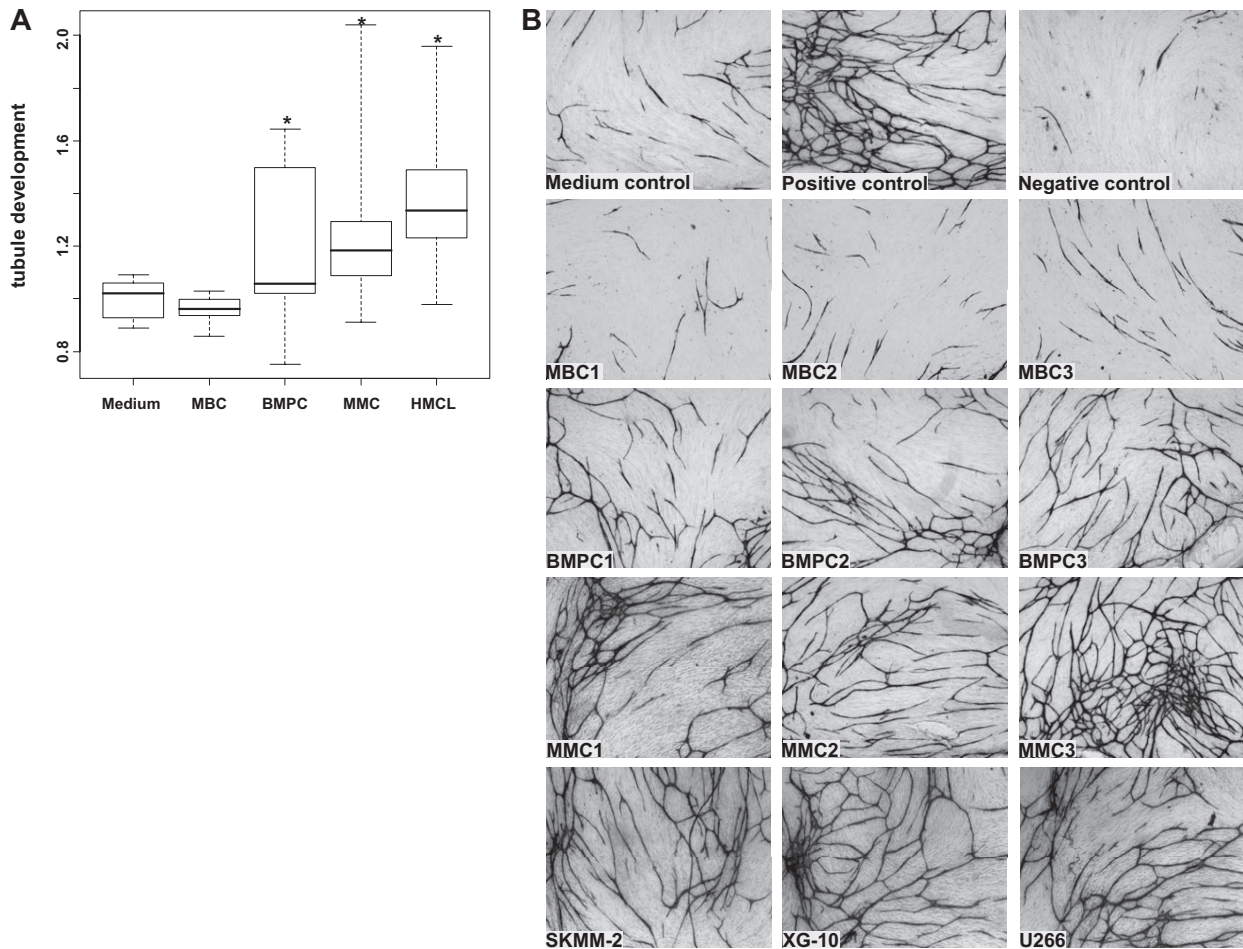 A
tubule development
2.0
1.6
1.2
0.8
*
*
*
Medium MBC BMPC MMC HMCL
B
Medium control Positive control Negative control
MBC1 MBC2 MBC3
BMPC1 BMPC2 BMPC3
MMC1 MMC2 MMC3
SKMM-2 XG-10 U266